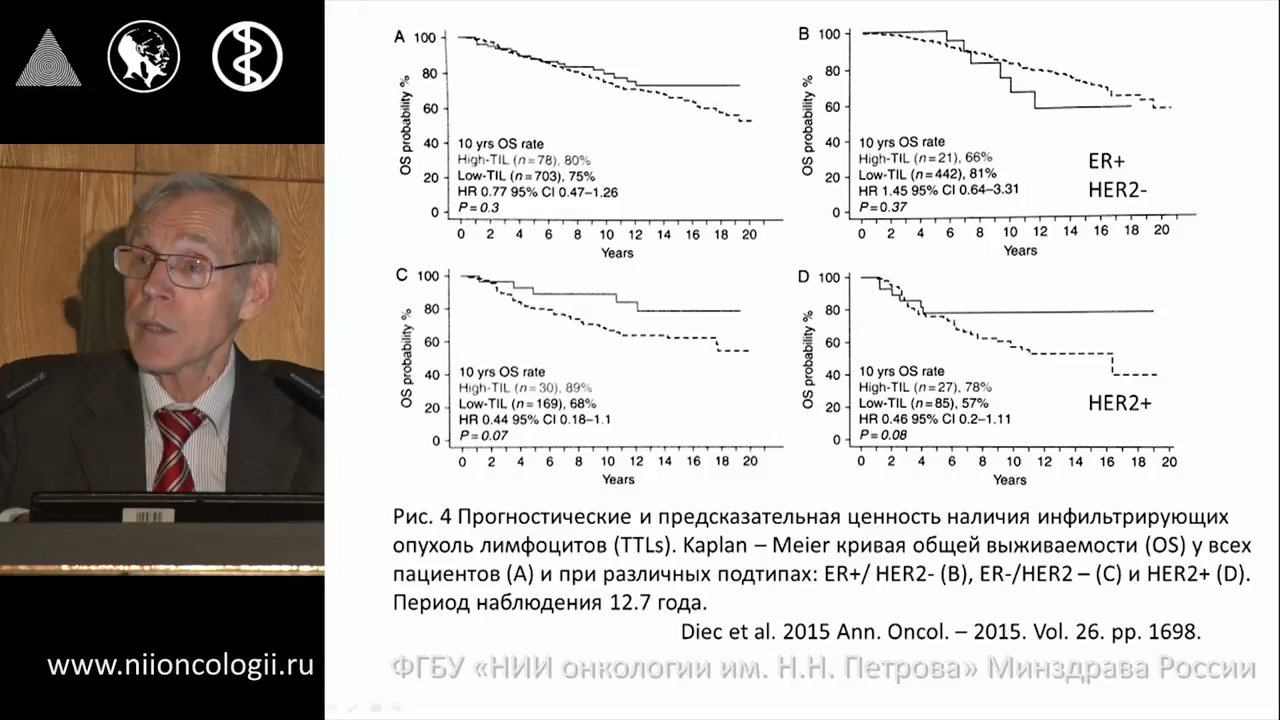 A
OS probability %
100
80
60
40
20
0
10 yrs OS rate
High-TIL (n=78), 80%
Low-TIL (n=703), 75%
HR 0.77 95% CI 0.47–1.26
P=0.3
0 2 4 6 8 10 12 14 16 18 20
Years
B
OS probability %
100
80
60
40
20
0
10 yrs OS rate
High-TIL (n=21), 66%
Low-TIL (n=442), 81%
HR 1.45 95% CI 0.64–3.31
P=0.37
ER+
HER2-
0 2 4 6 8 10 12 14 16 18 20
Years
C
OS probability %
100
80
60
40
20
0
10 yrs OS rate
High-TIL (n=30), 89%
Low-TIL (n=169), 68%
HR 0.44 95% CI 0.18–1.1
P=0.07
0 2 4 6 8 10 12 14 16 18 20
Years
D
OS probability %
100
80
60
40
20
0
10 yrs OS rate
High-TIL (n=27), 78%
Low-TIL (n=85), 57%
HR 0.46 95% CI 0.2–1.11
P=0.08
HER2+
0 2 4 6 8 10 12 14 16 18 20
Years
Рис. 4 Прогностические и предсказательная ценность наличия инфильтрирующих
опухоль лимфоцитов (TTLs). Kaplan – Meier кривая общей выживаемости (OS) у всех
пациентов (A) и при различных подтипах: ER+/ HER2- (B), ER-/HER2 – (C) и HER2+ (D).
Период наблюдения 12.7 года.
Diec et al. 2015 Ann. Oncol. – 2015. Vol. 26. pp. 1698.
www.niioncologii.ru
ФГБУ «НИИ онкологии им. Н.Н. Петрова» Минздрава России